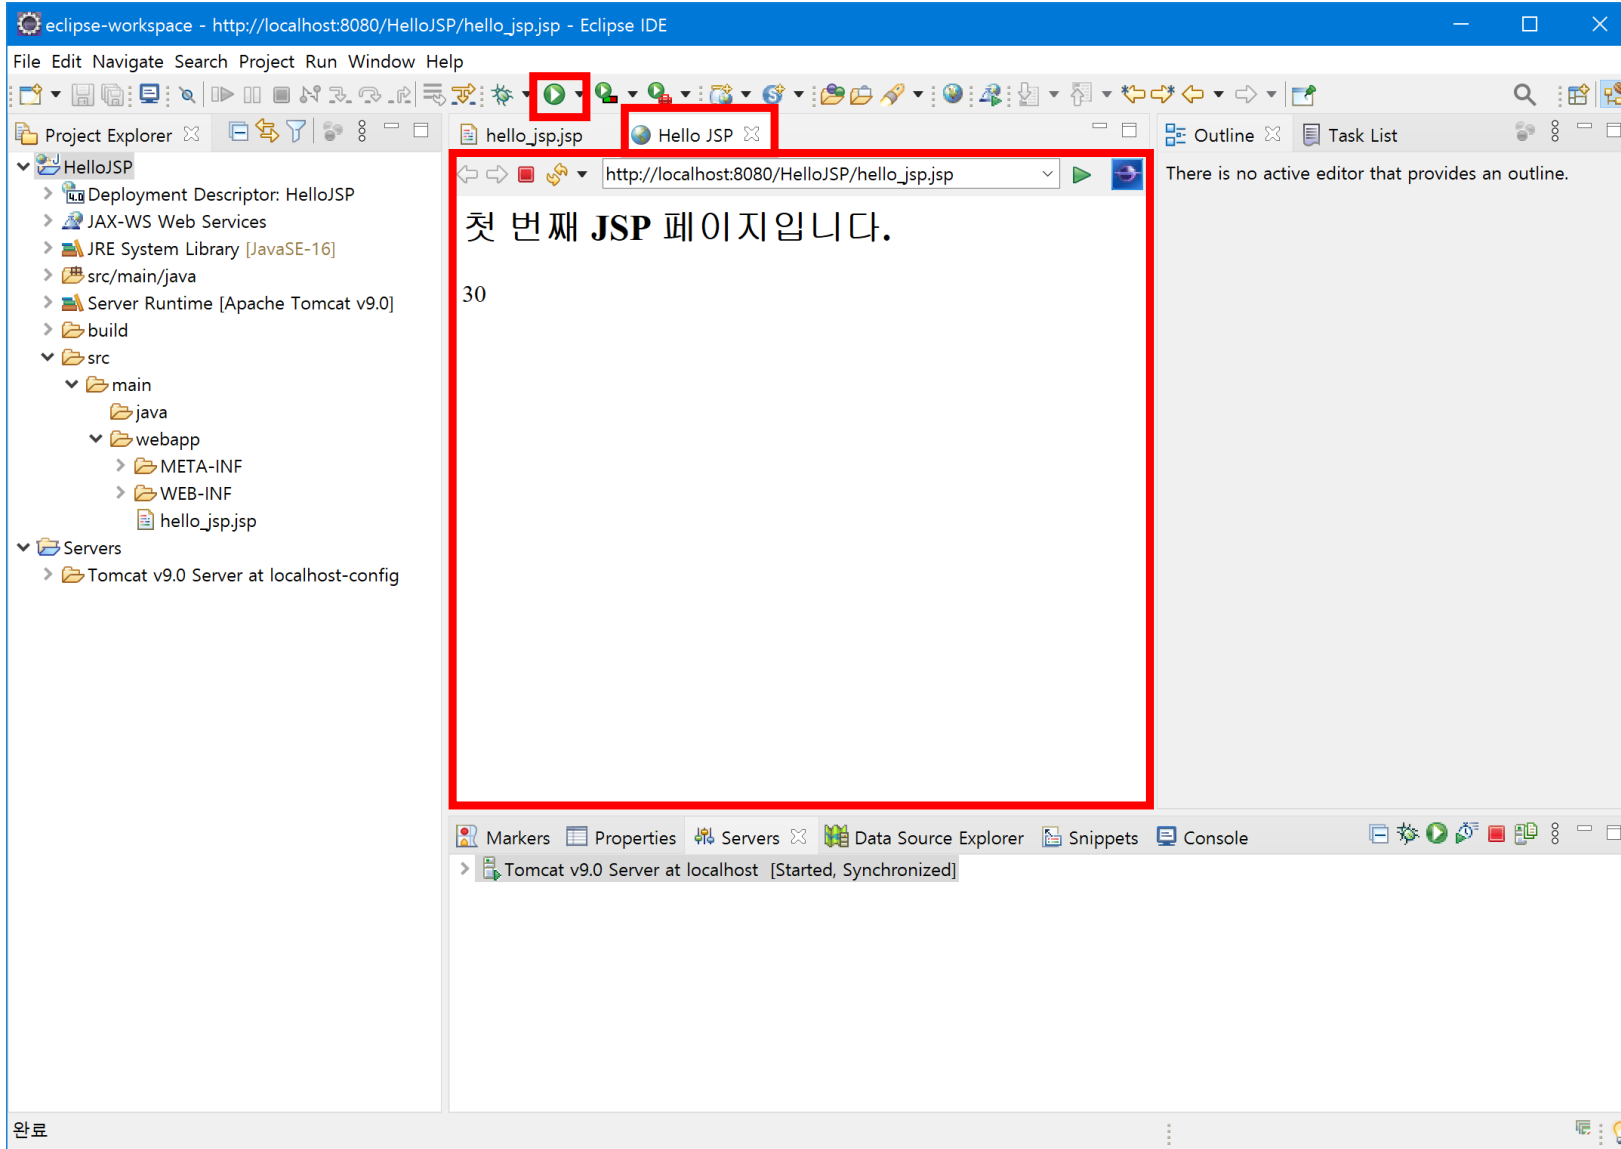 eclipse-workspace - http://localhost:8080/HelloJSP/hello_jsp.jsp - Eclipse IDE
File Edit Navigate Search Project Run Window Help
Project Explorer
HelloJSP
Deployment Descriptor: HelloJSP
JAX-WS Web Services
JRE System Library [JavaSE-16]
src/main/java
Server Runtime [Apache Tomcat v9.0]
build
src
main
java
webapp
META-INF
WEB-INF
hello_jsp.jsp
Servers
Tomcat v9.0 Server at localhost-config
hello_jsp.jsp Hello JSP
http://localhost:8080/HelloJSP/hello_jsp.jsp
첫 번째 JSP 페이지입니다.
30
Outline Task List
There is no active editor that provides an outline.
Markers Properties Servers Data Source Explorer Snippets Console
Tomcat v9.0 Server at localhost [Started, Synchronized]
완료